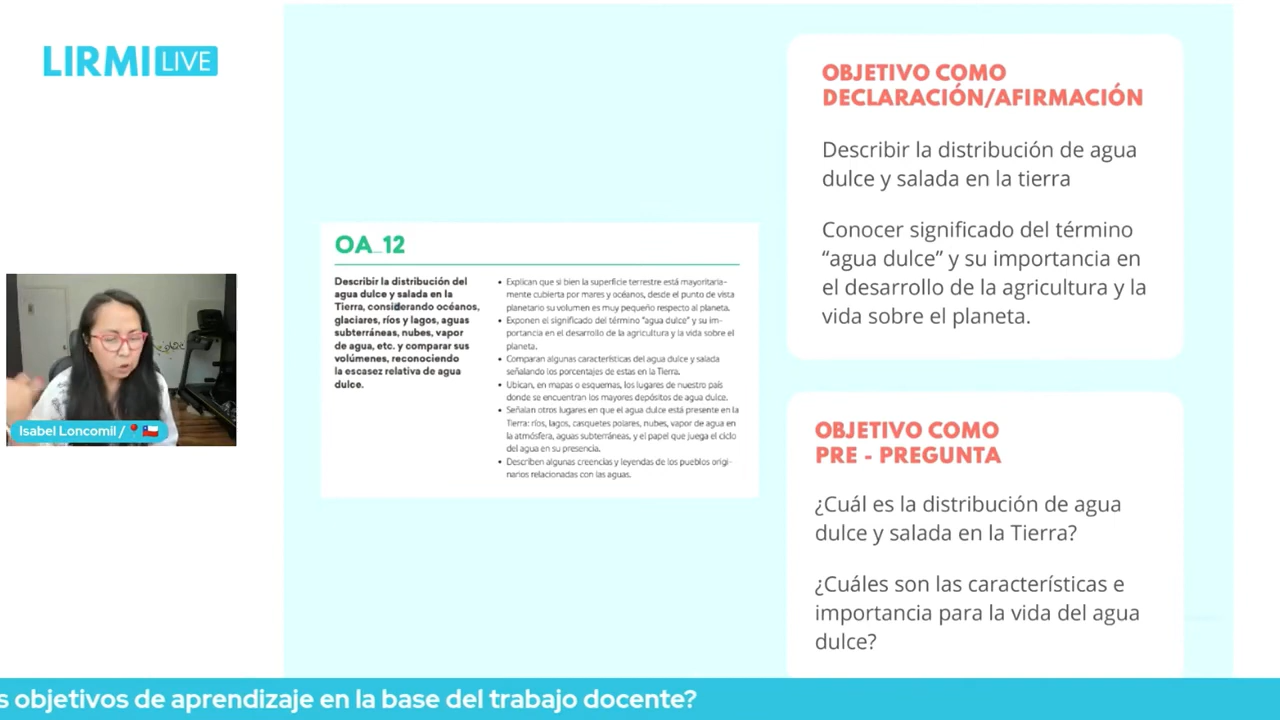 LIRMI LIVE
OBJETIVO COMO
DECLARACIÓN/AFIRMACIÓN
Describir la distribución de agua
dulce y salada en la tierra
Conocer significado del término
“agua dulce” y su importancia en
el desarrollo de la agricultura y la
vida sobre el planeta.
OA_12
Describir la distribución del
agua dulce y salada en la
Tierra, considerando océanos,
glaciares, ríos y lagos, aguas
subterráneas, nubes, vapor
de agua, etc. y comparar sus
volúmenes, reconociendo
la escasez relativa de agua
dulce.
• Explican que si bien la superficie terrestre está mayoritaria-
mente cubierta por mares y océanos, desde el punto de vista
planetario su volumen es muy pequeño respecto al planeta.
• Exponen el significado del término “agua dulce” y su im-
portancia en el desarrollo de la agricultura y la vida sobre el
planeta.
• Comparan algunas características del agua dulce y salada
señalando los porcentajes de estas en la Tierra.
• Ubican, en mapas o esquemas, los lugares de nuestro país
donde se encuentran los mayores depósitos de agua dulce.
• Señalan otros lugares en que el agua dulce está presente en la
Tierra: ríos, lagos, casquetes polares, nubes, vapor de agua en
la atmósfera, aguas subterráneas, y el papel que juega el ciclo
del agua en su presencia.
• Describen algunas creencias y leyendas de los pueblos origi-
narios relacionadas con las aguas.
OBJETIVO COMO
PRE - PREGUNTA
¿Cuál es la distribución de agua
dulce y salada en la Tierra?
¿Cuáles son las características e
importancia para la vida del agua
dulce?
Isabel Loncomil /
s objetivos de aprendizaje en la base del trabajo docente?